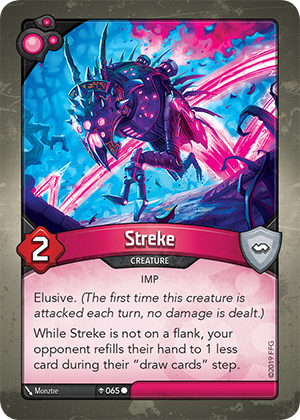 Streke
CREATURE
2
IMP
Elusive. (The first time this creature is
attacked each turn, no damage is dealt.)
While Streke is not on a flank, your
opponent refills their hand to 1 less
card during their “draw cards” step.
Monztre
065
©2019 FFG